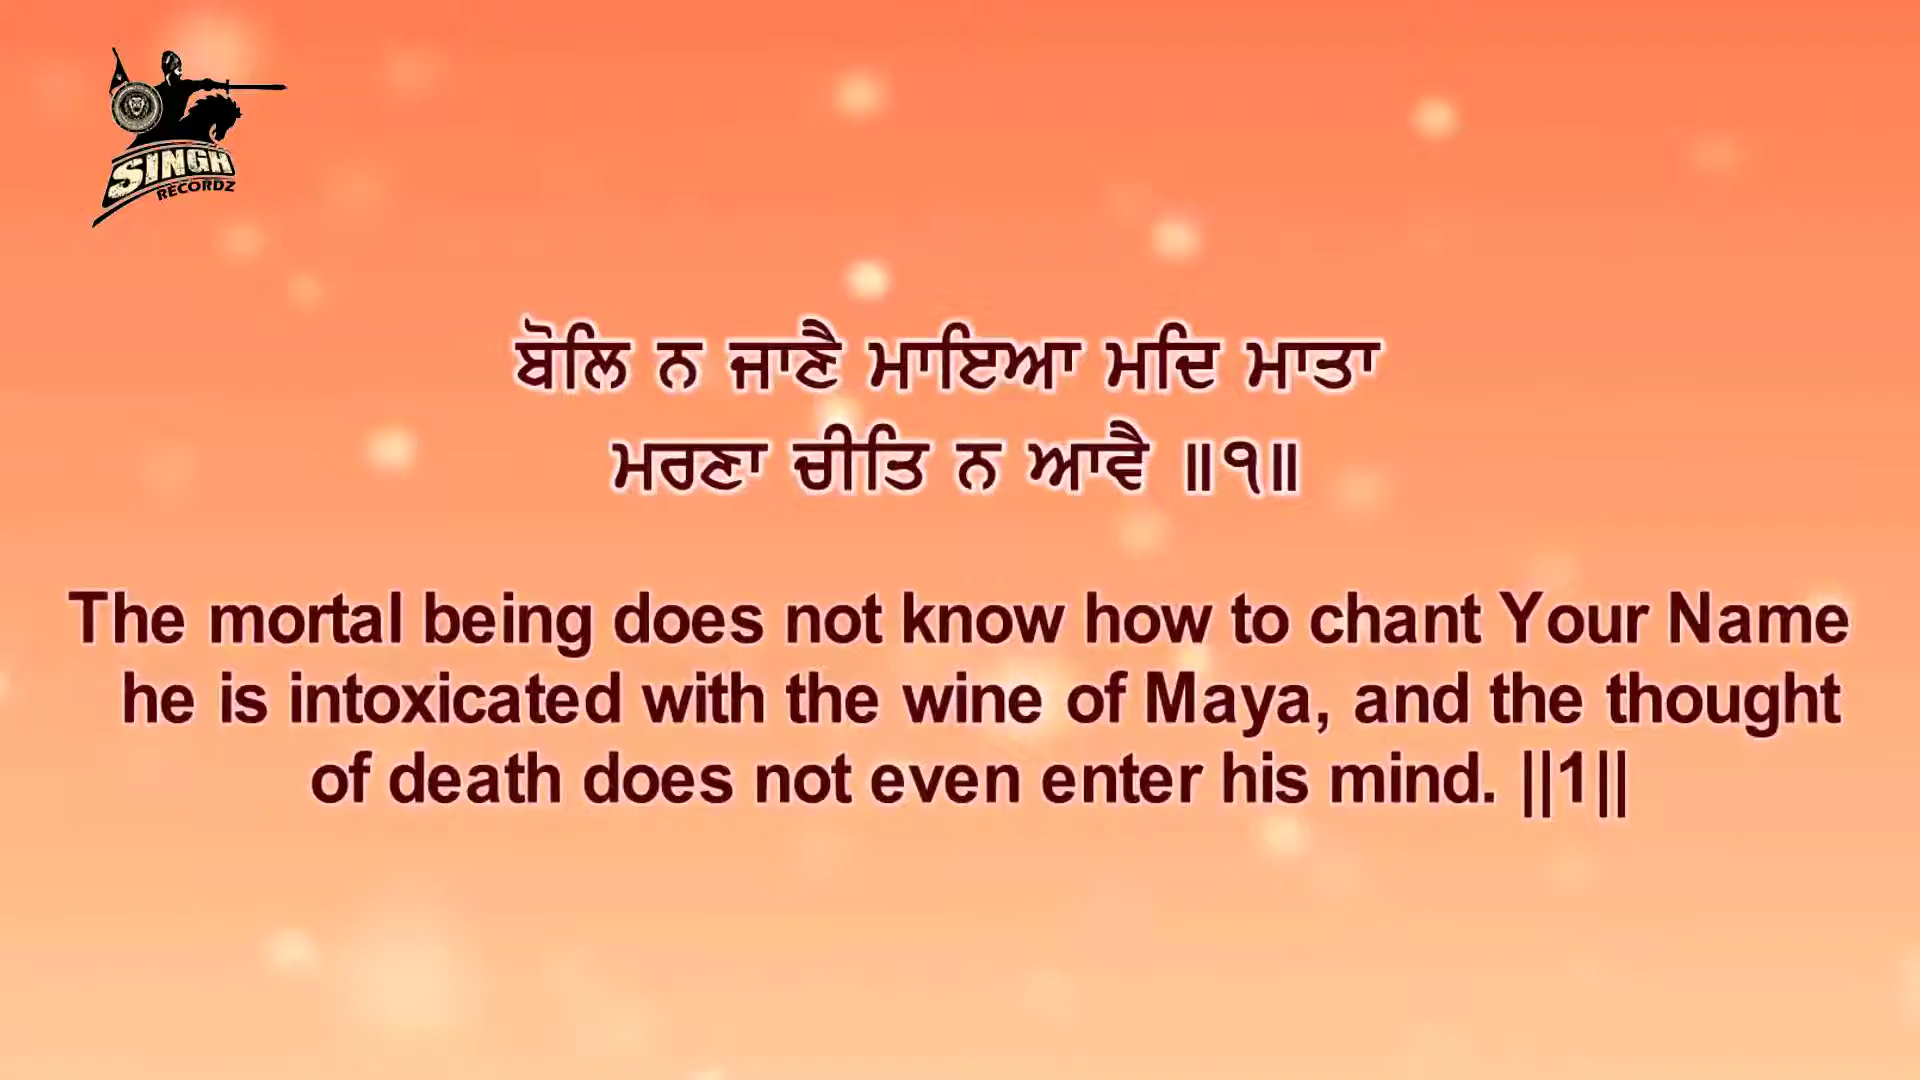 SINGH
RECORDZ
ਬੋਲਿ ਨ ਜਾਣੈ ਮਾਇਆ ਮਦਿ ਮਾਤਾ
ਮਰਣਾ ਚੀਤਿ ਨ ਆਵੈ ॥੧॥
The mortal being does not know how to chant Your Name
he is intoxicated with the wine of Maya, and the thought
of death does not even enter his mind. ||1||